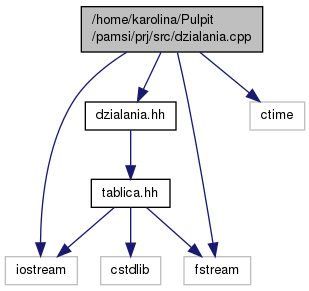 /home/karolina/Pulpit
/pamsi/prj/src/dzialania.cpp
dzialania.hh
ctime
tablica.hh
iostream
cstdlib
fstream